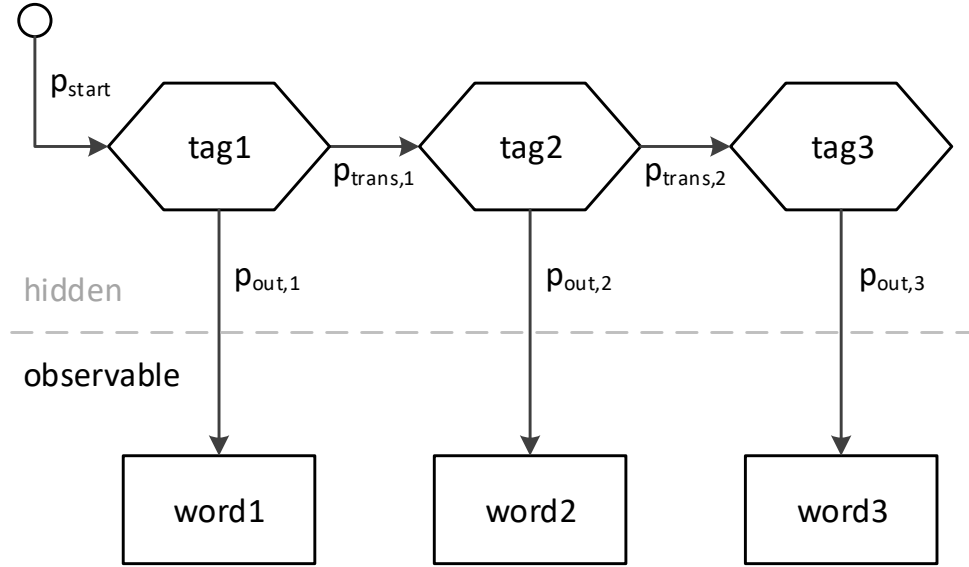 p_start
tag1
tag2
tag3
p_trans,1
p_trans,2
p_out,1
p_out,2
p_out,3
hidden
observable
word1
word2
word3